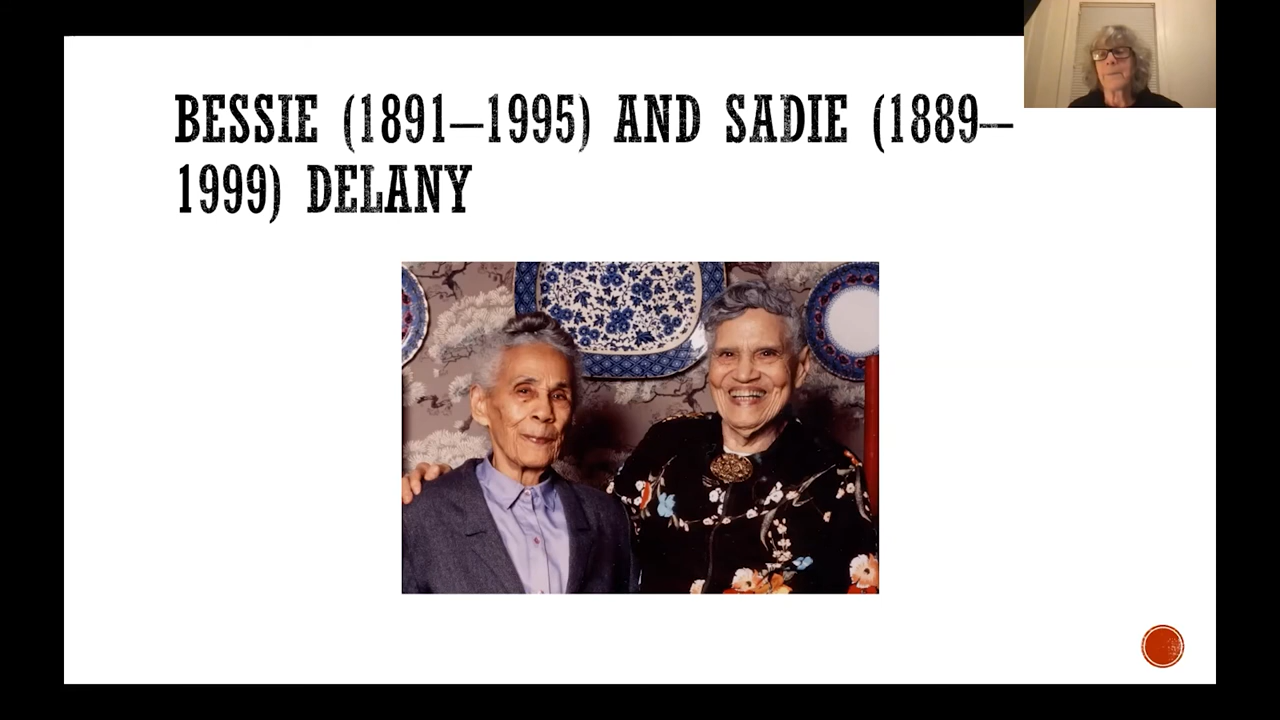 BESSIE (1891–1995) AND SADIE (1889–
1999) DELANY